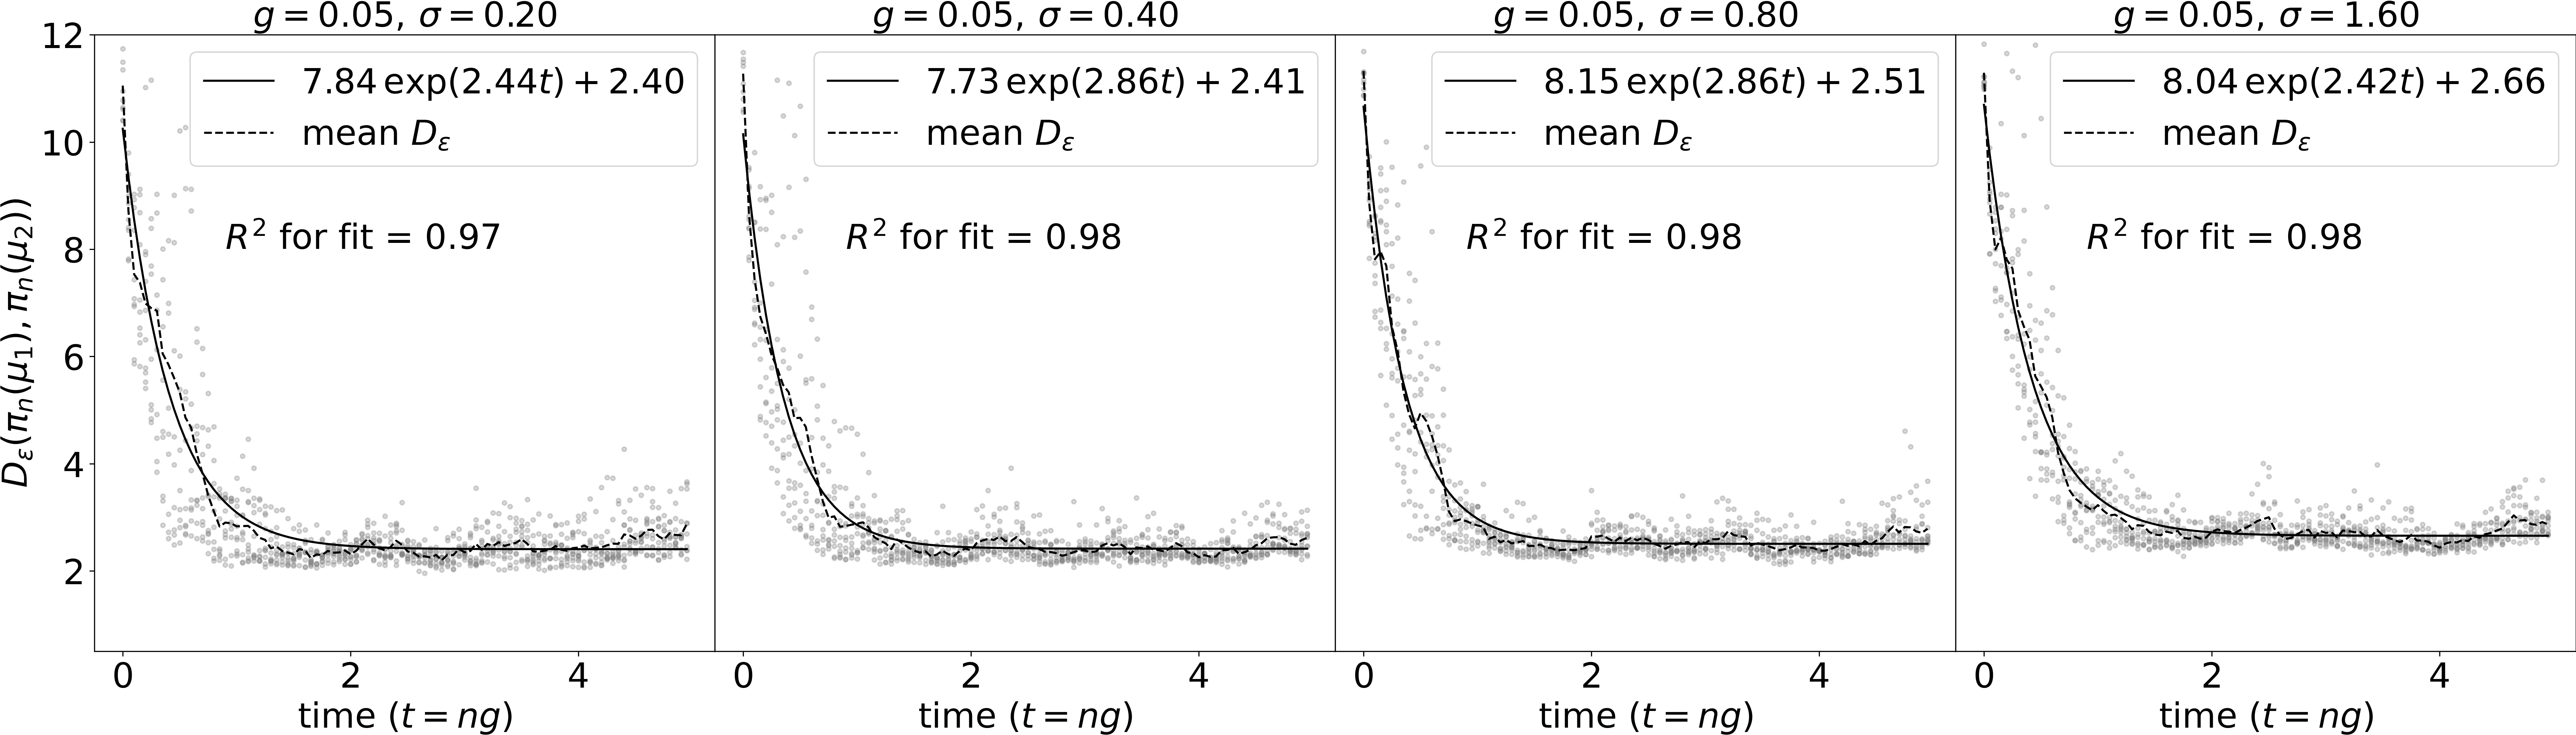 g = 0.05, σ = 0.20
g = 0.05, σ = 0.40
g = 0.05, σ = 0.80
g = 0.05, σ = 1.60
D_ε(π_n(μ_1), π_n(μ_2))
12
10
8
6
4
2
7.84 exp(2.44t) + 2.40
mean D_ε
R² for fit = 0.97
7.73 exp(2.86t) + 2.41
mean D_ε
R² for fit = 0.98
8.15 exp(2.86t) + 2.51
mean D_ε
R² for fit = 0.98
8.04 exp(2.42t) + 2.66
mean D_ε
R² for fit = 0.98
0 2 4
0 2 4
0 2 4
0 2 4
time (t = ng)
time (t = ng)
time (t = ng)
time (t = ng)